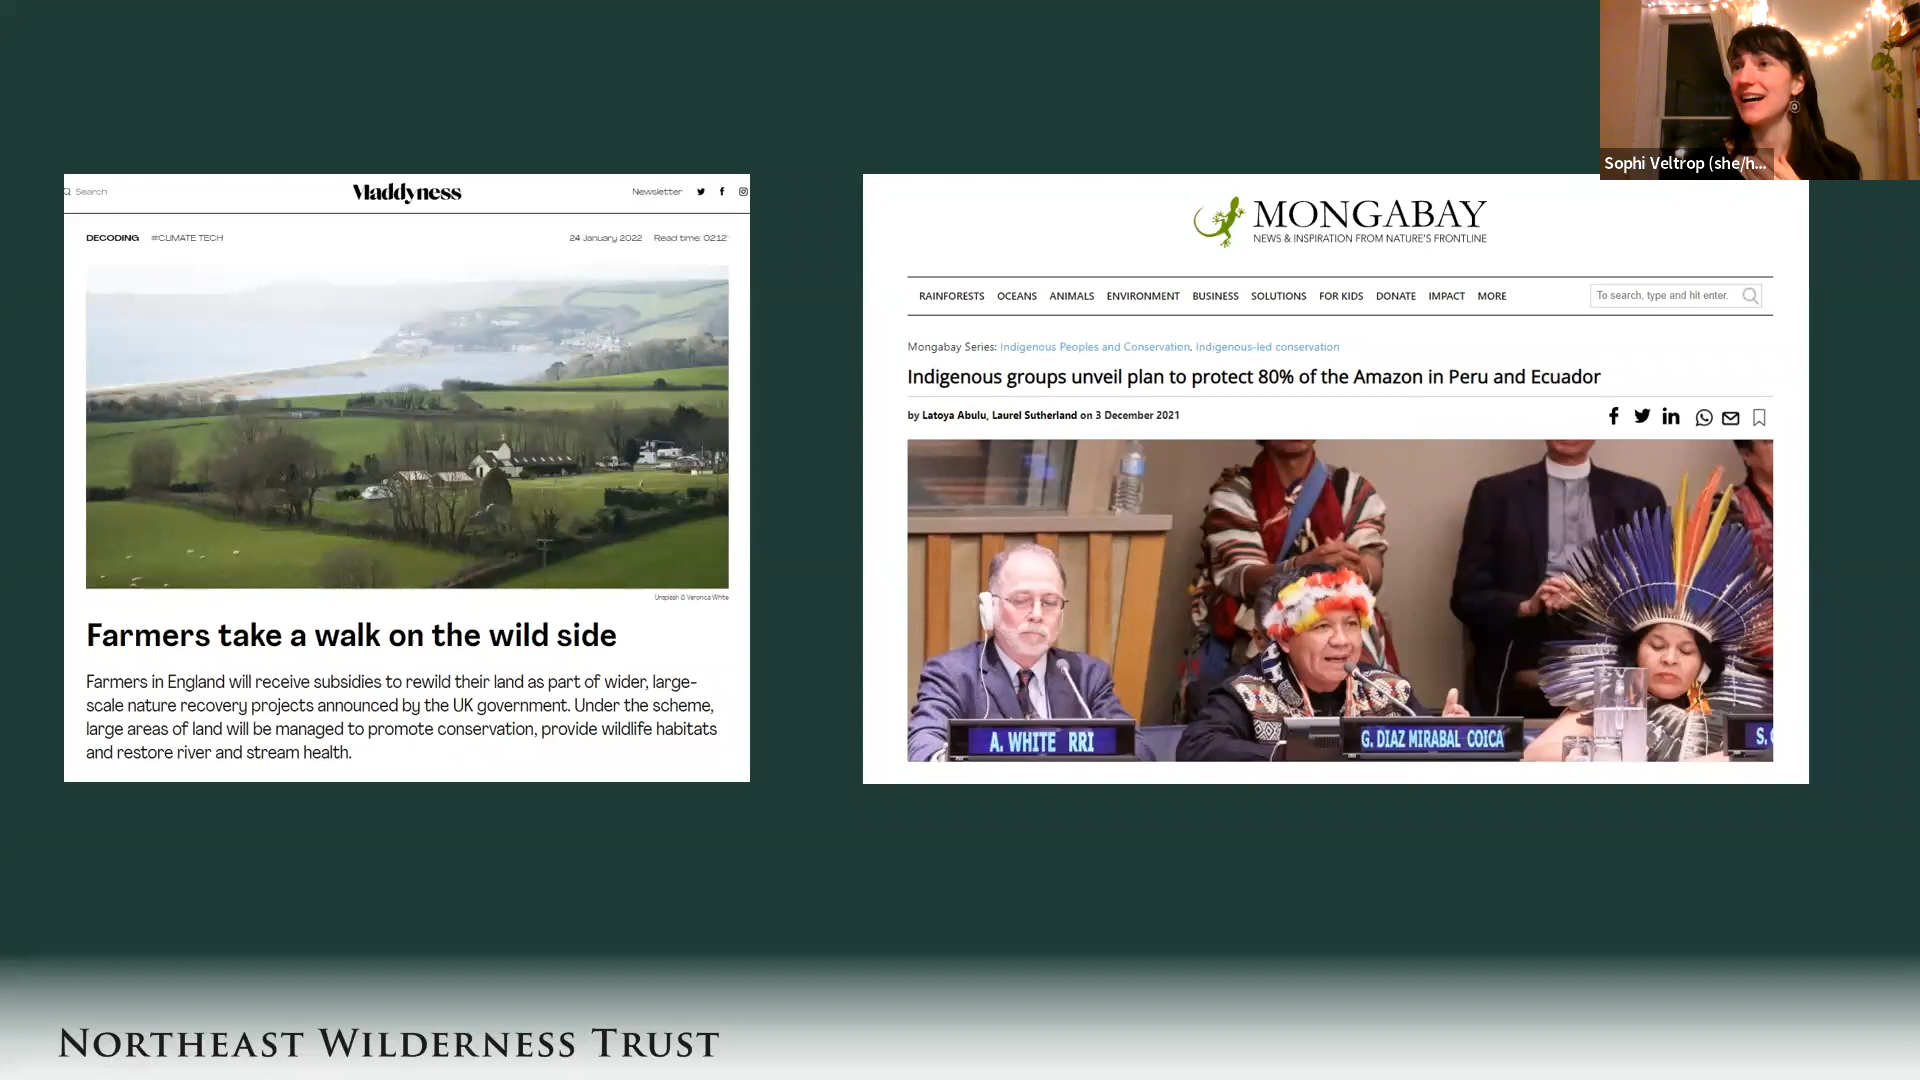 Sophi Veltrop (she/h...
Search
Maddyness
Newsletter
DECODING #CLIMATE TECH
24 January 2022 Read time: 02'12"
Unsplash © Veronica White
Farmers take a walk on the wild side
Farmers in England will receive subsidies to rewild their land as part of wider, large-
scale nature recovery projects announced by the UK government. Under the scheme,
large areas of land will be managed to promote conservation, provide wildlife habitats
and restore river and stream health.
MONGABAY
NEWS & INSPIRATION FROM NATURE'S FRONTLINE
RAINFORESTS OCEANS ANIMALS ENVIRONMENT BUSINESS SOLUTIONS FOR KIDS DONATE IMPACT MORE
To search, type and hit enter.
Mongabay Series: Indigenous Peoples and Conservation, Indigenous-led conservation
Indigenous groups unveil plan to protect 80% of the Amazon in Peru and Ecuador
by Latoya Abulu, Laurel Sutherland on 3 December 2021
A. WHITE RRI
G. DIAZ MIRABAL COICA
S.
NORTHEAST WILDERNESS TRUST